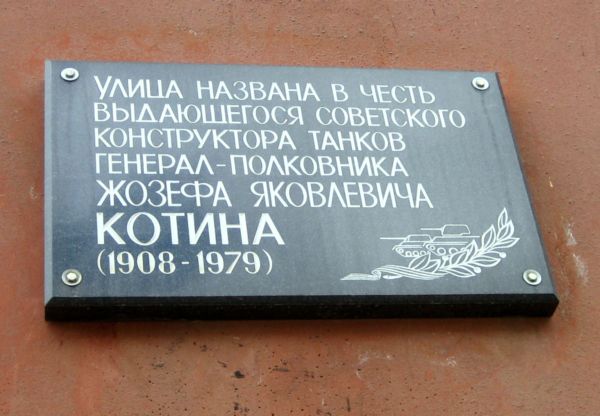 УЛИЦА НАЗВАНА В ЧЕСТЬ
ВЫДАЮЩЕГОСЯ СОВЕТСКОГО
КОНСТРУКТОРА ТАНКОВ
ГЕНЕРАЛ-ПОЛКОВНИКА
ЖОЗЕФА ЯКОВЛЕВИЧА
КОТИНА
(1908-1979)